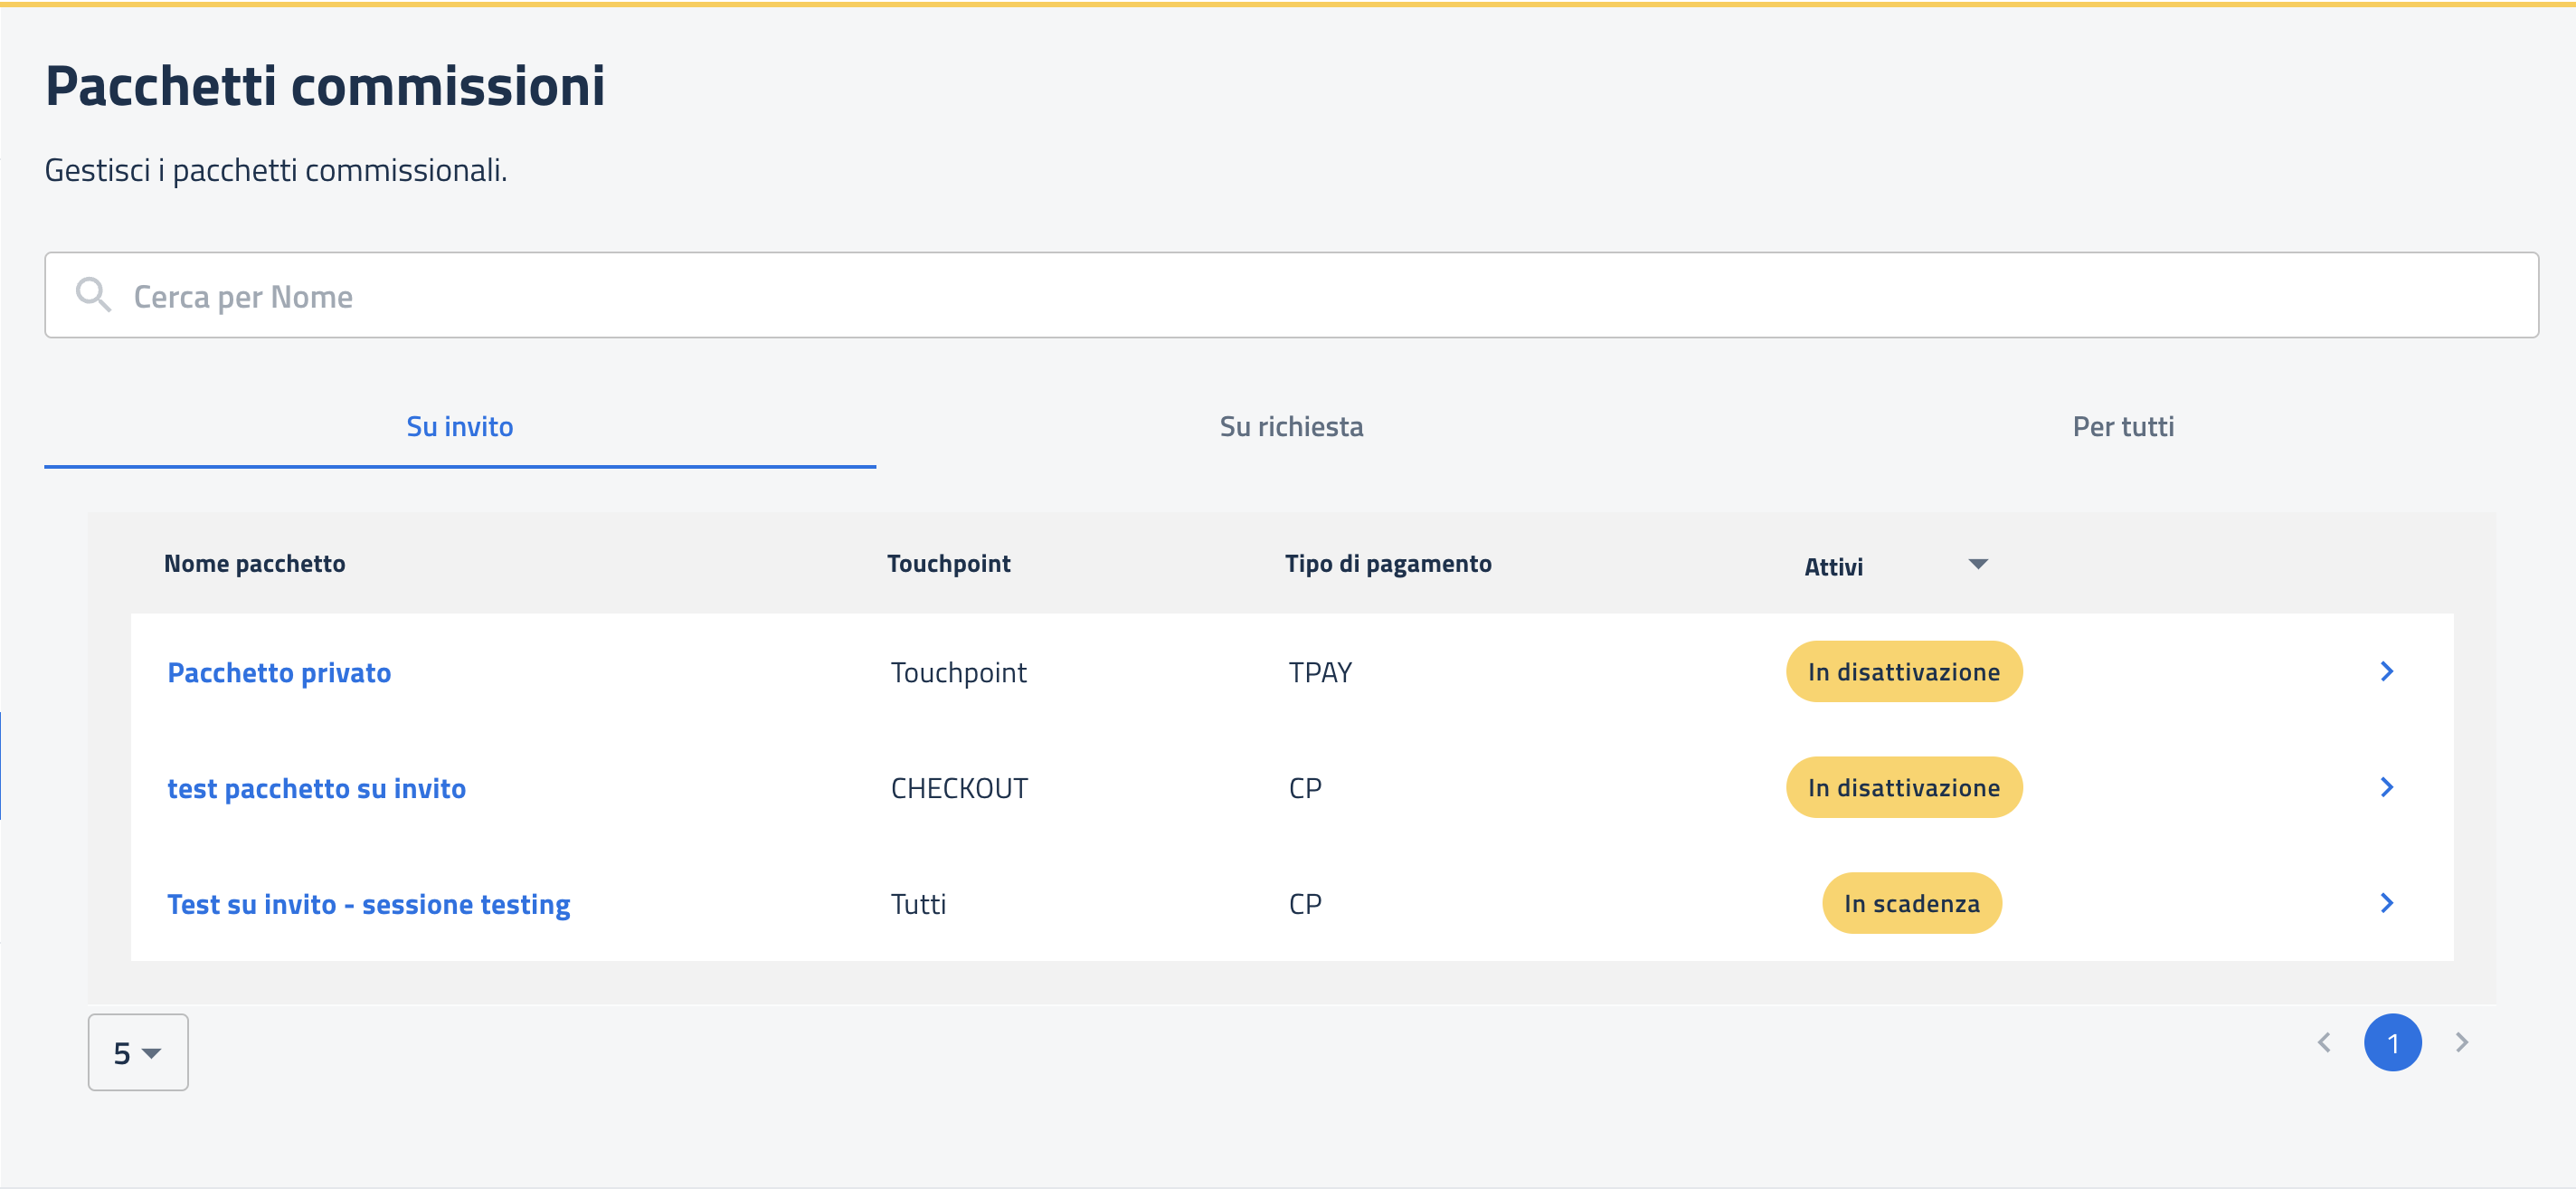 Pacchetti commissioni
Gestisci i pacchetti commissionali.
Cerca per Nome
Su invito Su richiesta Per tutti
Nome pacchetto Touchpoint Tipo di pagamento Attivi
Pacchetto privato Touchpoint TPAY In disattivazione
test pacchetto su invito CHECKOUT CP In disattivazione
Test su invito - sessione testing Tutti CP In scadenza
5 1